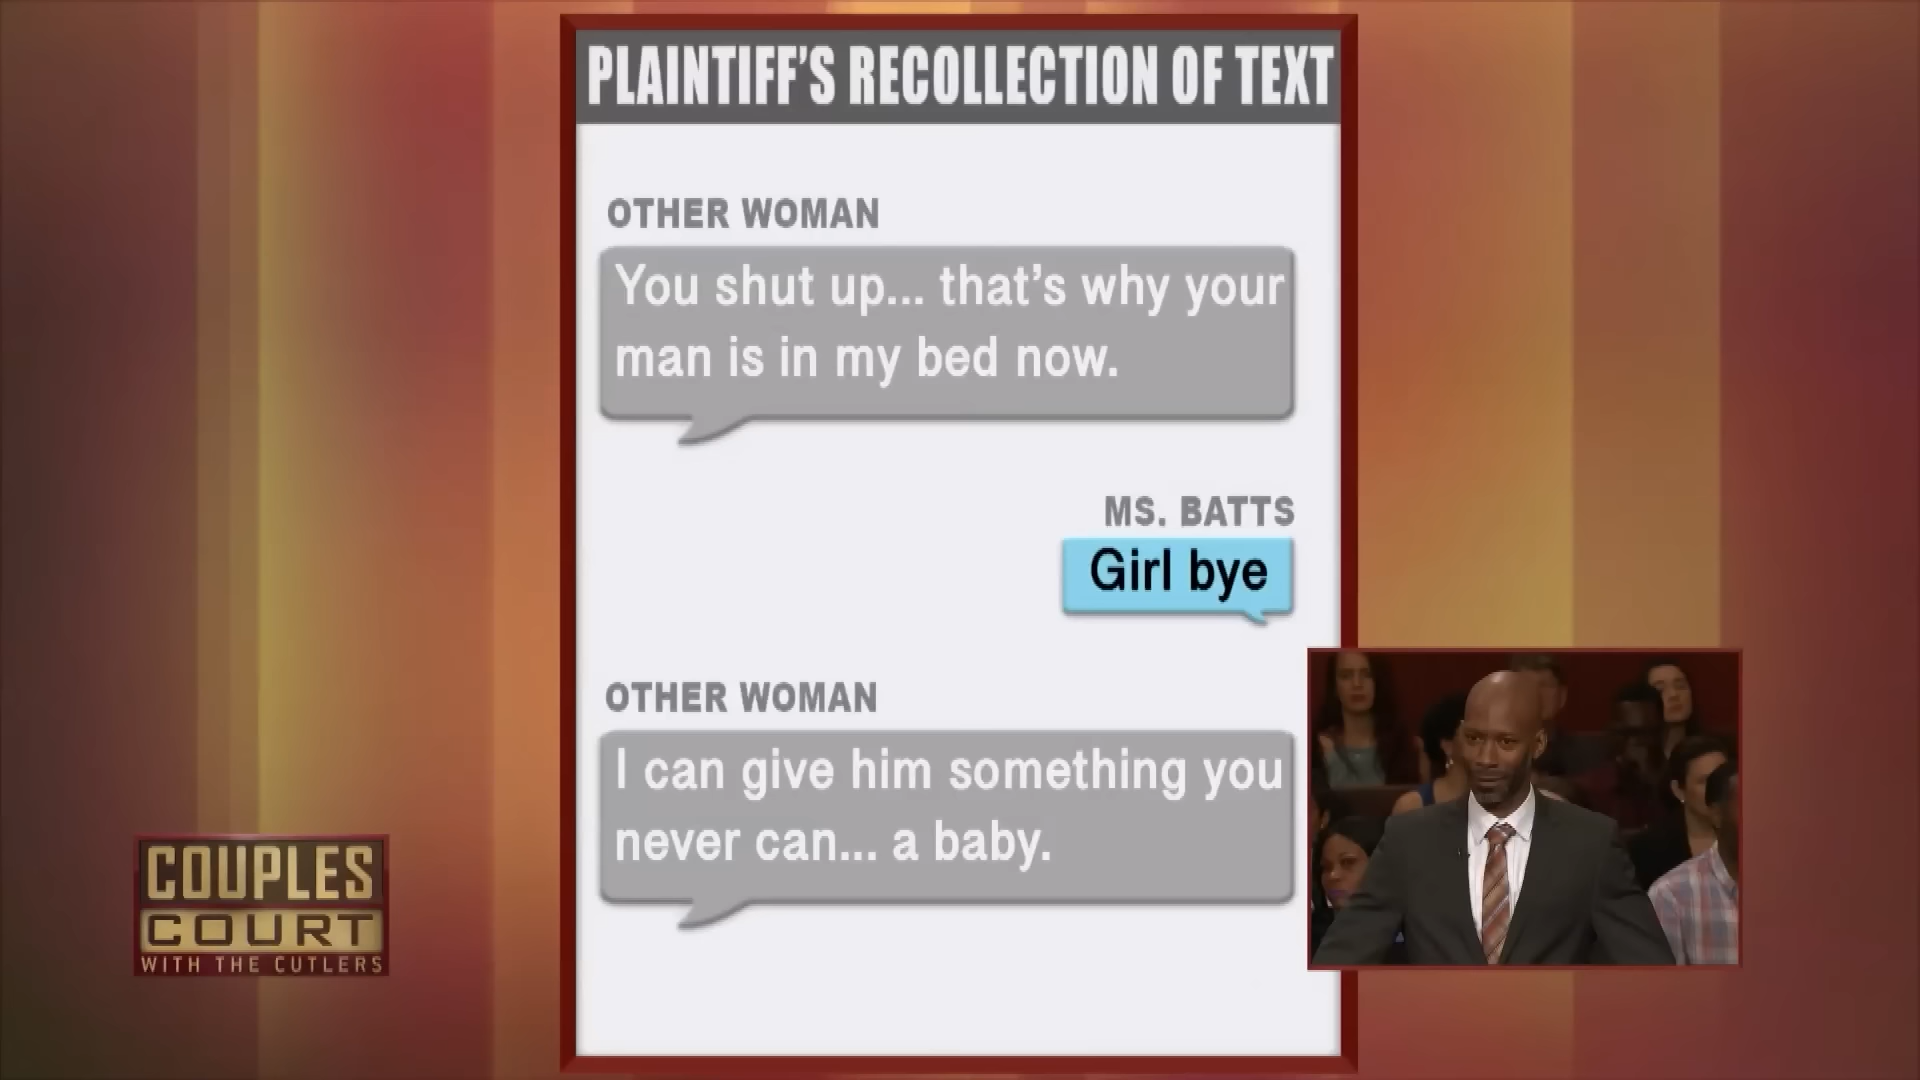 PLAINTIFF'S RECOLLECTION OF TEXT
OTHER WOMAN
You shut up... that's why your
man is in my bed now.
MS. BATTS
Girl bye
OTHER WOMAN
I can give him something you
never can... a baby.
COUPLES
COURT
WITH THE CUTLERS